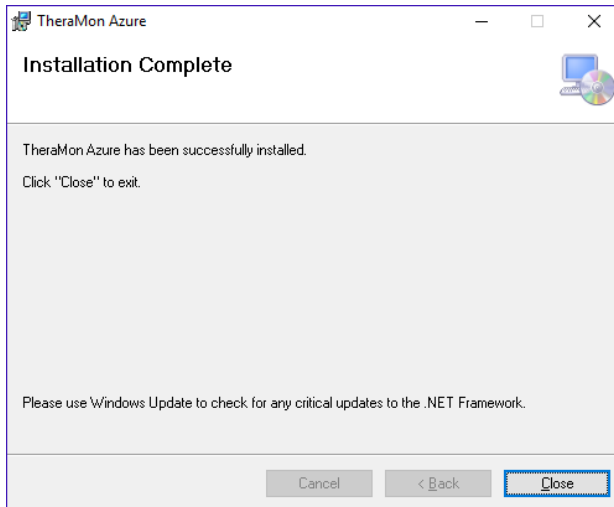 TheraMon Azure
Installation Complete
TheraMon Azure has been successfully installed.
Click "Close" to exit.
Please use Windows Update to check for any critical updates to the .NET Framework.
Cancel
< Back
Close